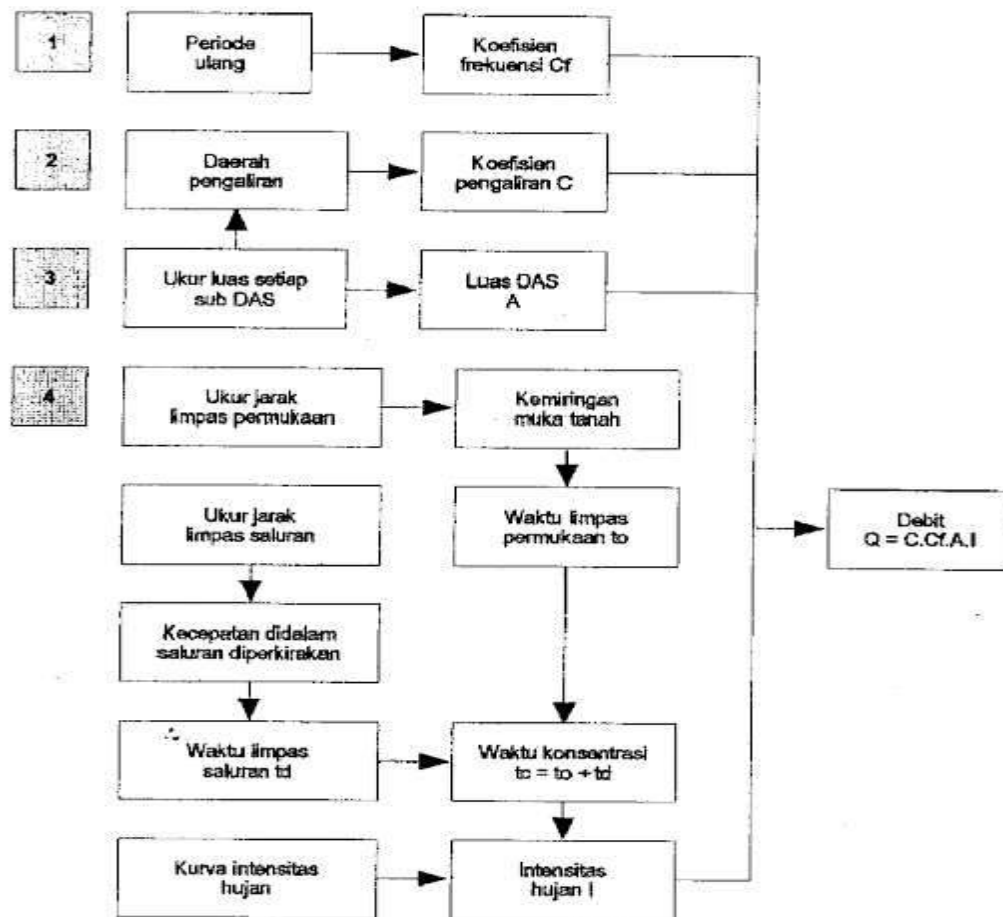 1
Periode
ulang
Koefisien
frekuensi Cf
2
Daerah
pengaliran
Koefisien
pengaliran C
3
Ukur luas setiap
sub DAS
Luas DAS
A
4
Ukur jarak
limpas permukaan
Kemiringan
muka tanah
Ukur jarak
limpas saluran
Waktu limpas
permukaan to
Debit
Q = C.Cf.A.I
Kecepatan didalam
saluran diperkirakan
Waktu limpas
saluran td
Waktu konsentrasi
tc = to + td
Kurva intensitas
hujan
Intensitas
hujan I